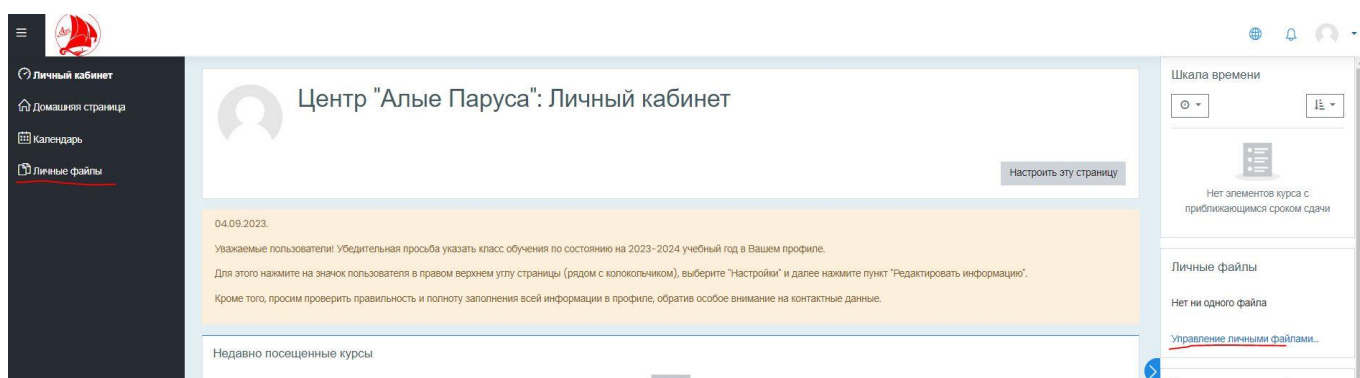 Личный кабинет
Домашняя страница
Календарь
Личные файлы
Центр "Алые Паруса": Личный кабинет
Настроить эту страницу
04.09.2023.
Уважаемые пользователи! Убедительная просьба указать класс обучения по состоянию на 2023-2024 учебный год в Вашем профиле.
Для этого нажмите на значок пользователя в правом верхнем углу страницы (рядом с колокольчиком), выберите "Настройки" и далее нажмите пункт "Редактировать информацию".
Кроме того, просим проверить правильность и полноту заполнения всей информации в профиле, обратив особое внимание на контактные данные.
Недавно посещенные курсы
Шкала времени
Нет элементов курса с
приближающимся сроком сдачи
Личные файлы
Нет ни одного файла
Управление личными файлами...